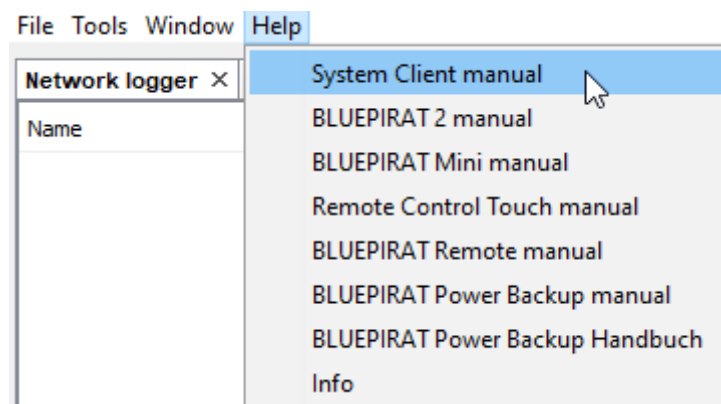 File Tools Window Help
Network logger ×
Name
System Client manual
BLUEPIRAT 2 manual
BLUEPIRAT Mini manual
Remote Control Touch manual
BLUEPIRAT Remote manual
BLUEPIRAT Power Backup manual
BLUEPIRAT Power Backup Handbuch
Info